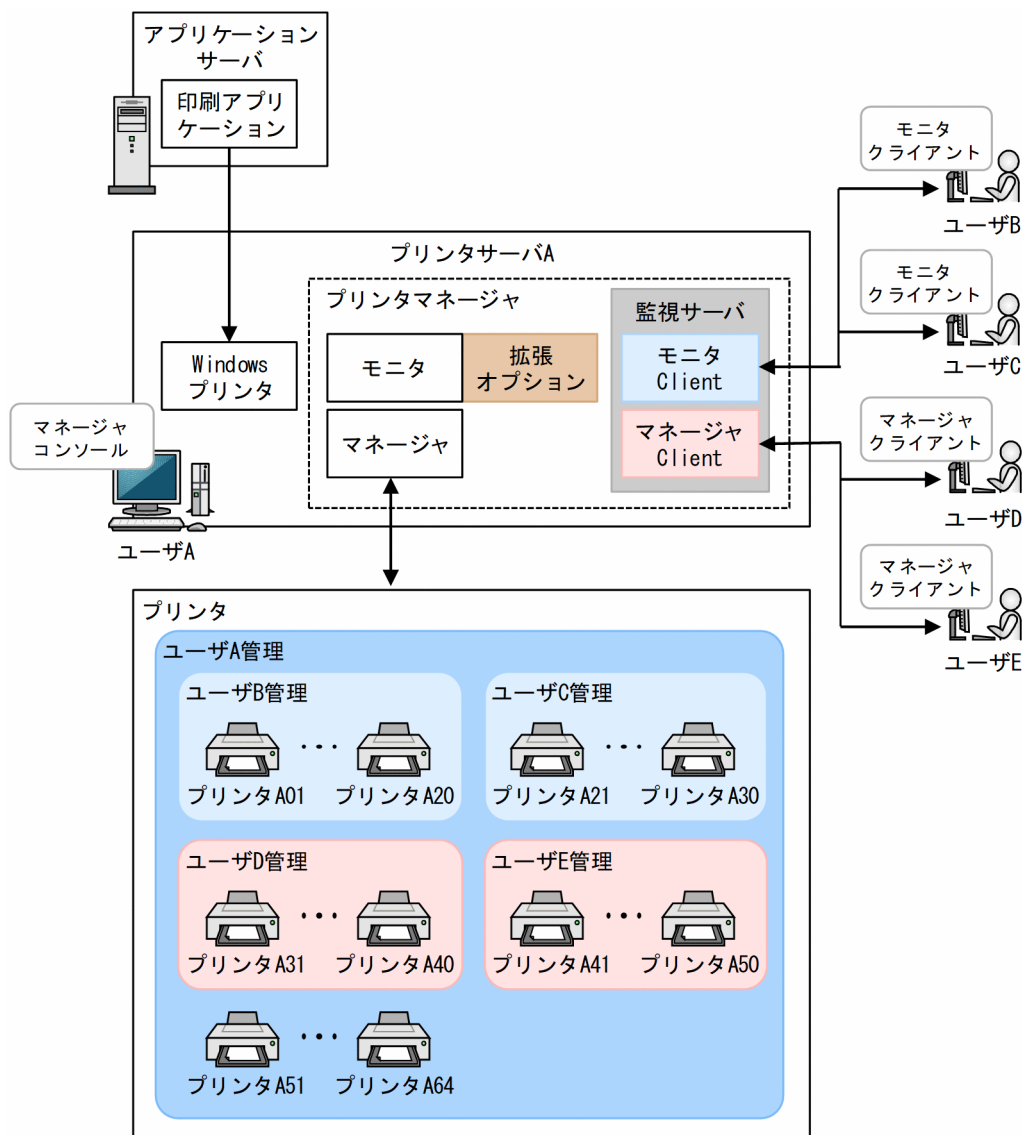 アプリケーション
サーバ
印刷アプリ
ケーション
モニタ
クライアント
ユーザB
プリンタサーバA
プリンタマネージャ
監視サーバ
モニタ
クライアント
ユーザC
Windows
プリンタ
モニタ
拡張
オプション
モニタ
Client
マネージャ
コンソール
ユーザA
マネージャ
マネージャ
Client
マネージャ
クライアント
ユーザD
マネージャ
クライアント
ユーザE
プリンタ
ユーザA管理
ユーザB管理
・・・
プリンタA01
プリンタA20
ユーザC管理
・・・
プリンタA21
プリンタA30
ユーザD管理
・・・
プリンタA31
プリンタA40
ユーザE管理
・・・
プリンタA41
プリンタA50
・・・
プリンタA51
プリンタA64